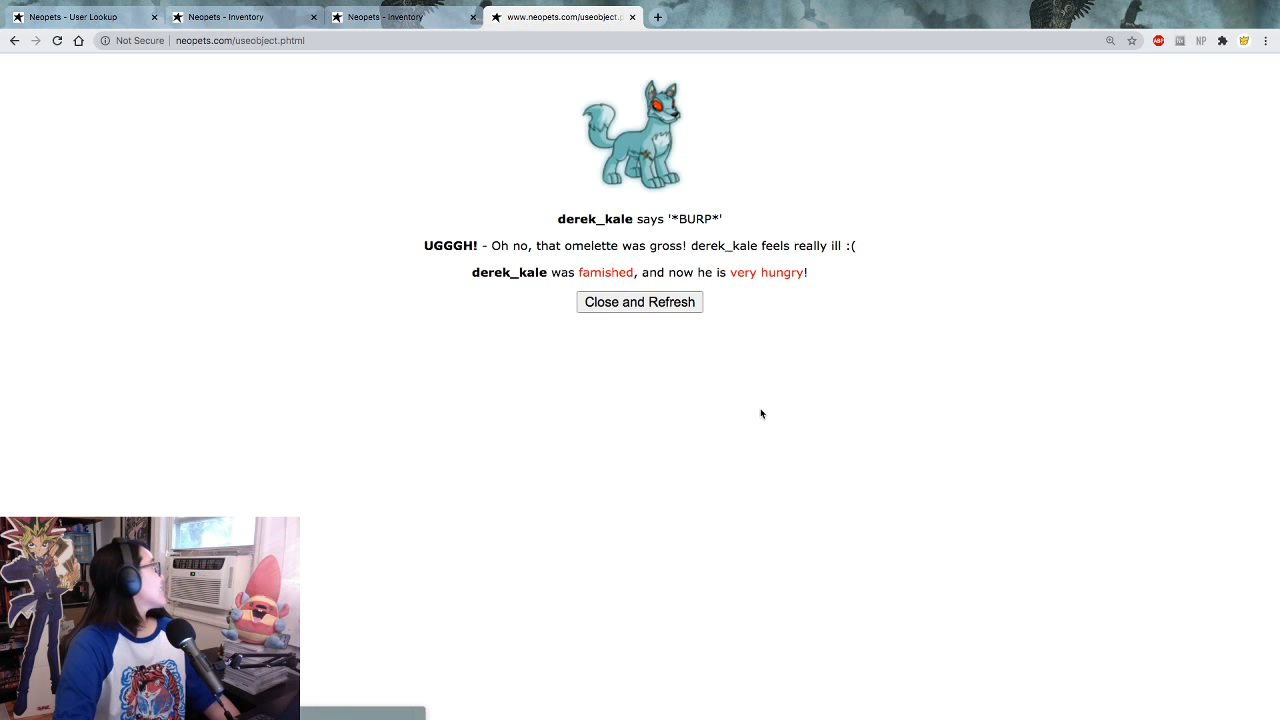 Neopets - User Lookup
Neopets - Inventory
Neopets - Inventory
www.neopets.com/useobject.p
Not Secure
neopets.com/useobject.phtml
ABP
NP
derek_kale says '*BURP*'
UGGGH! - Oh no, that omelette was gross! derek_kale feels really ill :(
derek_kale was famished, and now he is very hungry!
Close and Refresh